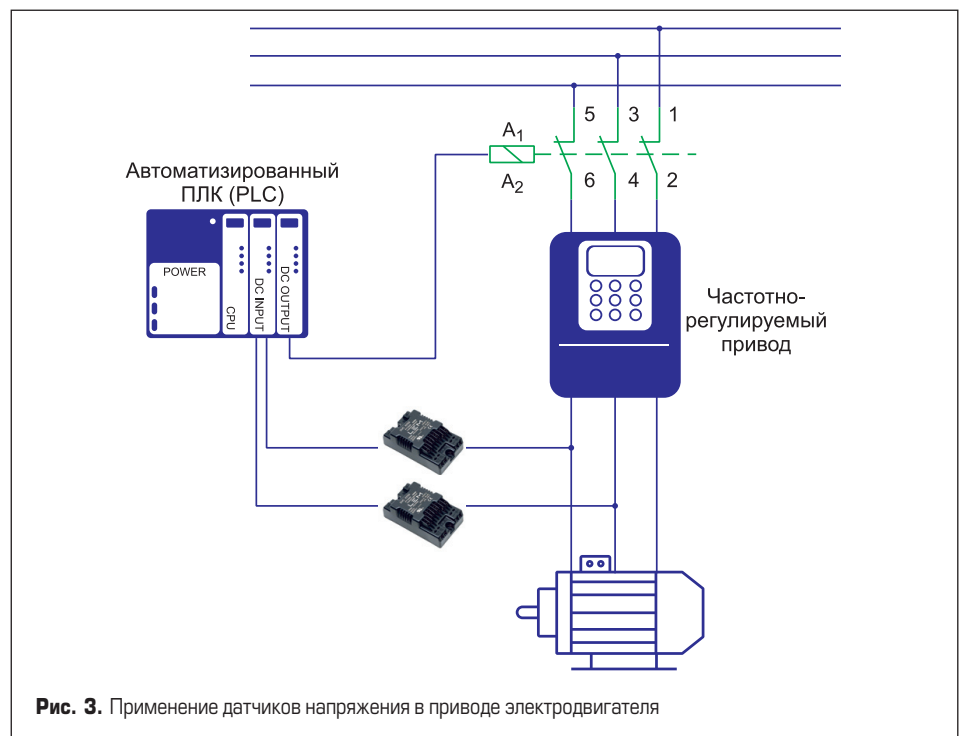 5 3 1
A1
A2
6 4 2
Автоматизированный
ПЛК (PLC)
POWER
CPU
DC INPUT
DC OUTPUT
Частотно-
регулируемый
привод
Рис. 3. Применение датчиков напряжения в приводе электродвигателя